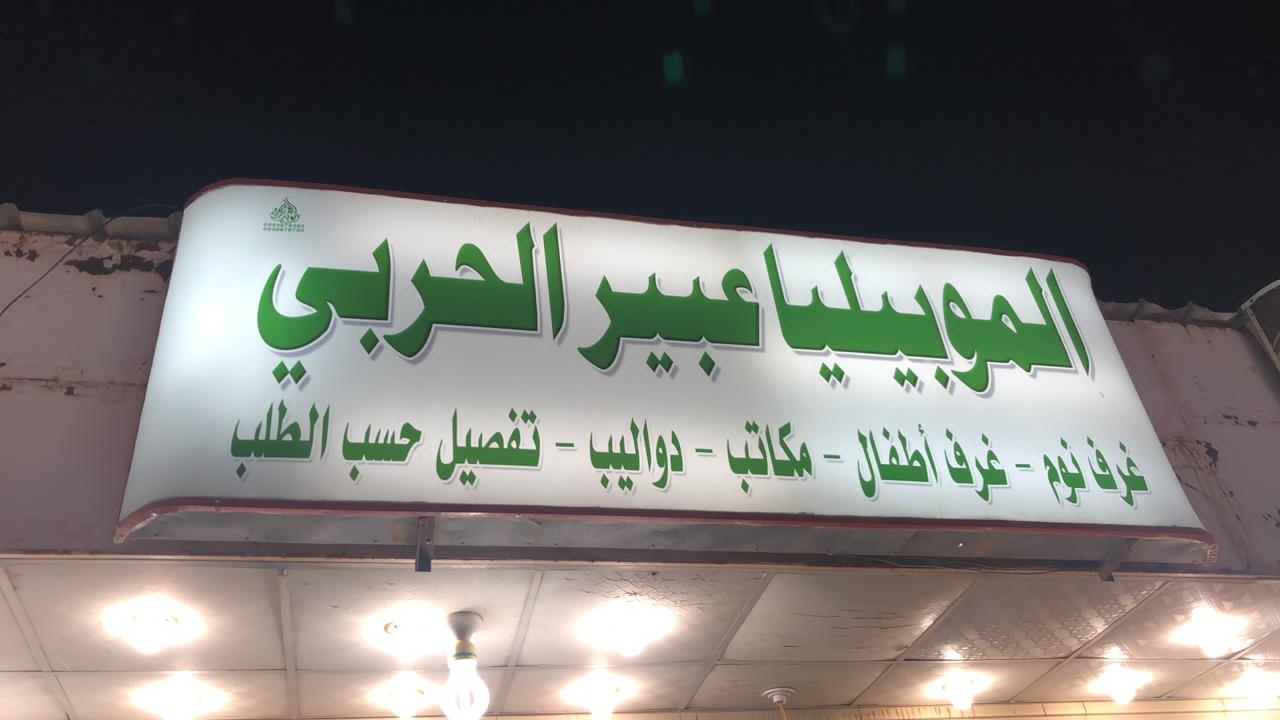 الموبيليا عبير الحربي
غرف نوم - غرف أطفال - مكاتب - دواليب - تفصيل حسب الطلب